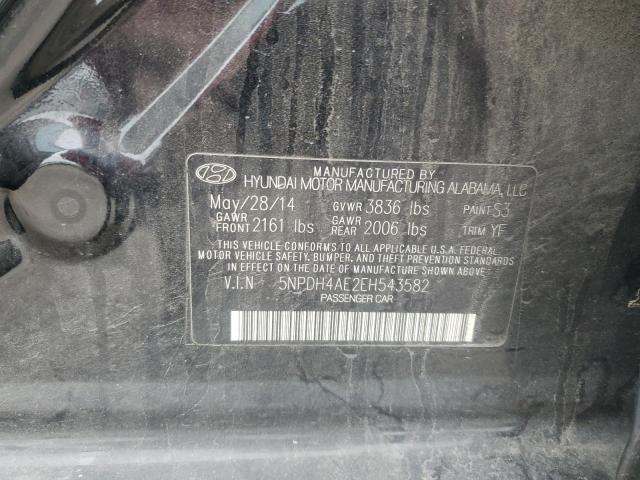 MANUFACTURED BY
HYUNDAI MOTOR MANUFACTURING ALABAMA, LLC
May/28/14 GVWR 3836 lbs PAINT S3
GAWR FRONT 2161 lbs GAWR REAR 2006 lbs TRIM YF
THIS VEHICLE CONFORMS TO ALL APPLICABLE U.S.A. FEDERAL
MOTOR VEHICLE SAFETY, BUMPER, AND THEFT PREVENTION STANDARDS
IN EFFECT ON THE DATE OF MANUFACTURE SHOWN ABOVE.
V.I.N 5NPDH4AE2EH543582
PASSENGER CAR